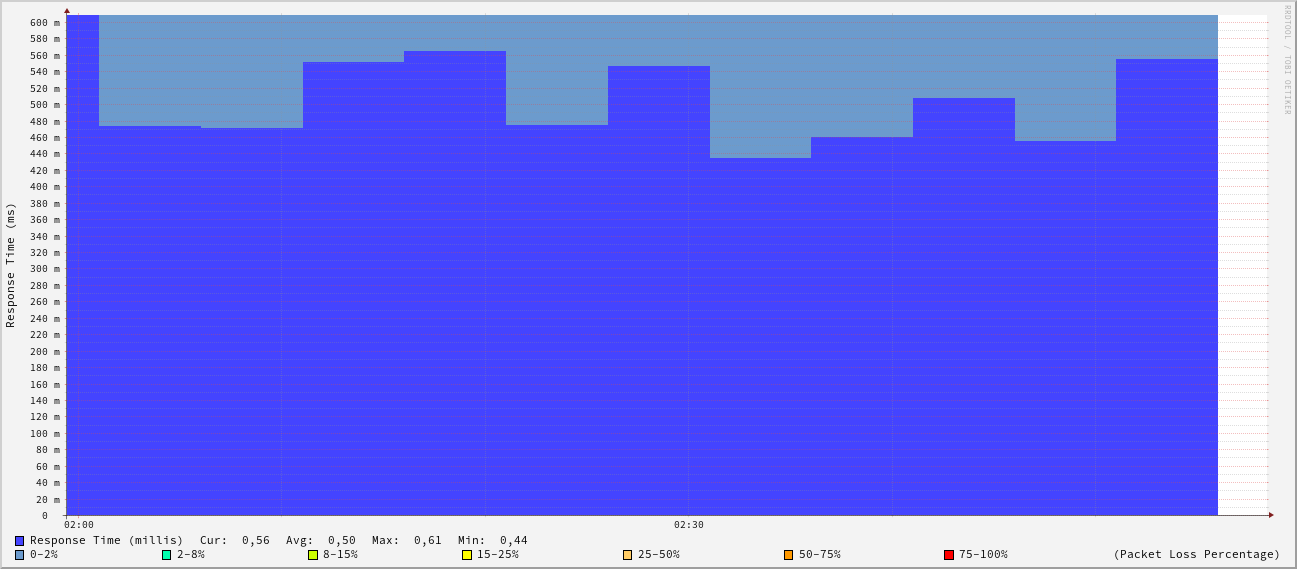 RRDTOOL / TOBI OETIKER
Response Time (ms)
600 m
580 m
560 m
540 m
520 m
500 m
480 m
460 m
440 m
420 m
400 m
380 m
360 m
340 m
320 m
300 m
280 m
260 m
240 m
220 m
200 m
180 m
160 m
140 m
120 m
100 m
80 m
60 m
40 m
20 m
0
02:00 02:30
Response Time (millis) Cur: 0,56 Avg: 0,50 Max: 0,61 Min: 0,44
0-2% 2-8% 8-15% 15-25% 25-50% 50-75% 75-100% (Packet Loss Percentage)